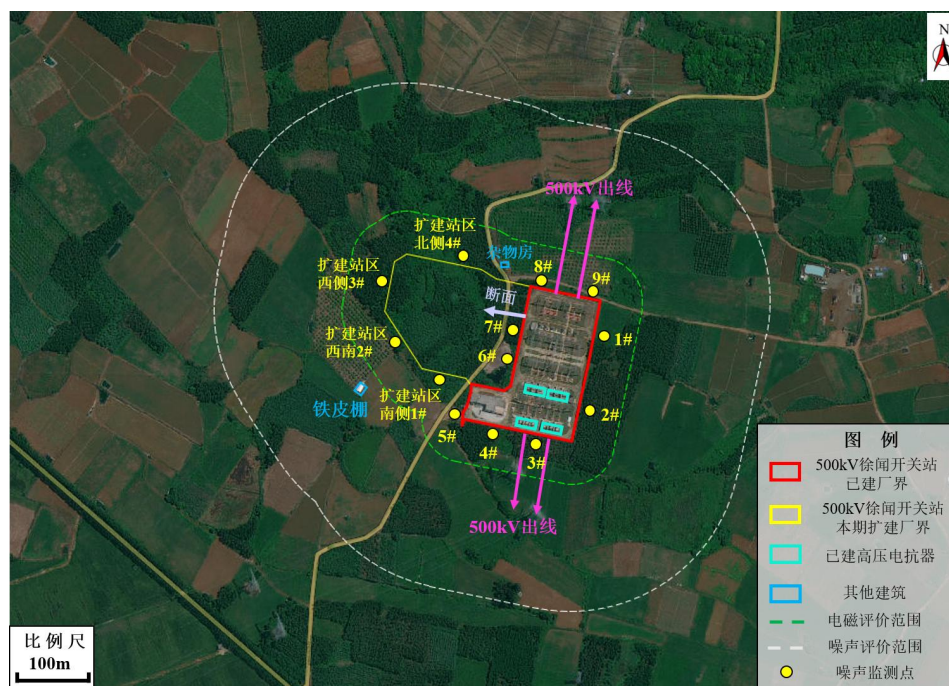 N
500kV出线
扩建站区
北侧4#
杂物房
扩建站区
西侧3#
8#
9#
断面
7#
1#
扩建站区
西南2#
6#
铁皮棚
扩建站区
南侧1#
5#
4#
3#
2#
500kV出线
图 例
500kV徐闻开关站
已建厂界
500kV徐闻开关站
本期扩建厂界
已建高压电抗器
其他建筑
电磁评价范围
噪声评价范围
噪声监测点
比例尺
100m